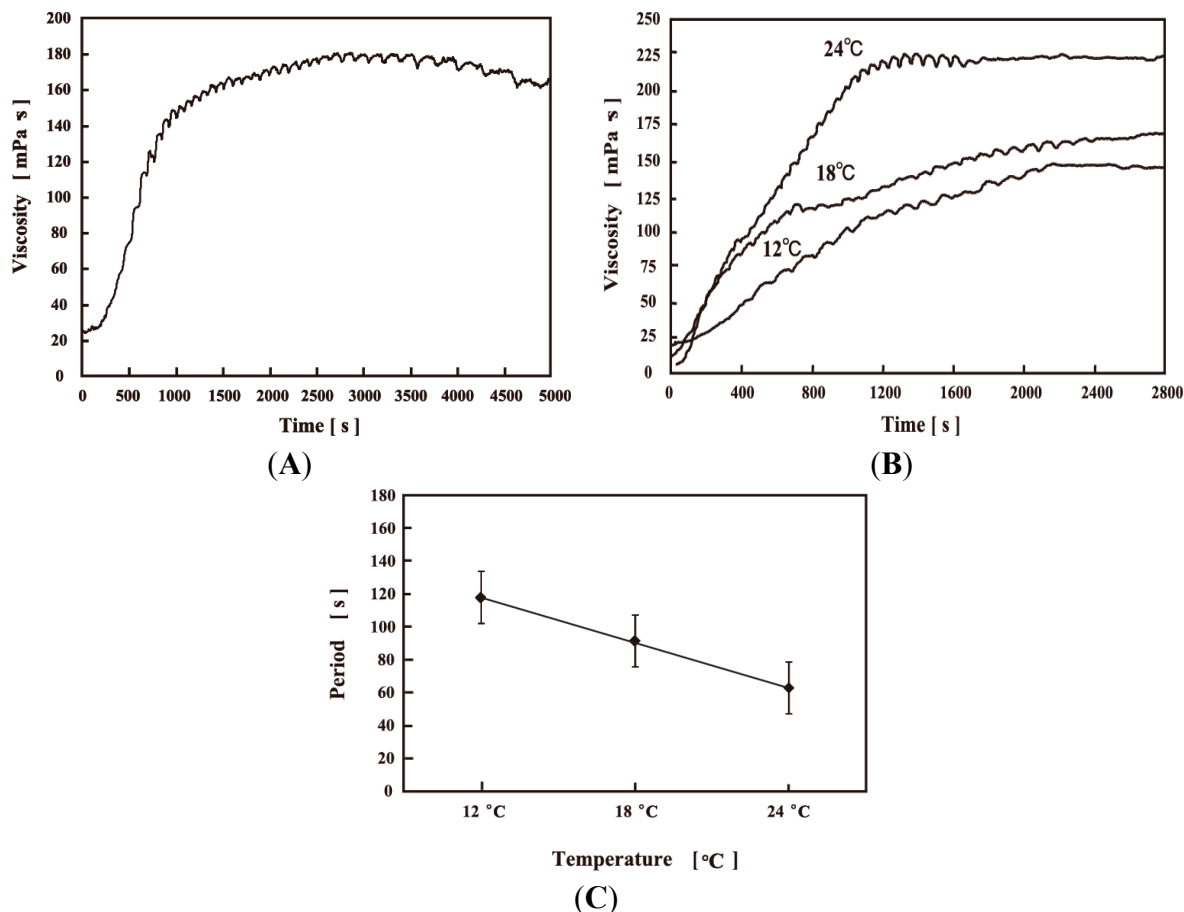 Viscosity [ mPa·s ]
200
180
160
140
120
100
80
60
40
20
0
0 500 1000 1500 2000 2500 3000 3500 4000 4500 5000
Time [ s ]
(A)
Viscosity [ mPa·s ]
250
225
200
175
150
125
100
75
50
25
0
24℃
18℃
12℃
0 400 800 1200 1600 2000 2400 2800
Time [ s ]
(B)
Period [ s ]
180
160
140
120
100
80
60
40
20
0
12 °C 18 °C 24 °C
Temperature [°C ]
(C)